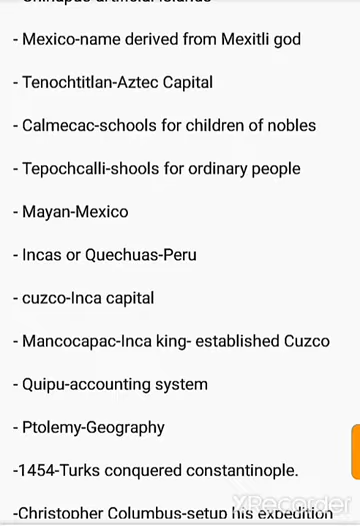 - Mexico-name derived from Mexitli god
- Tenochtitlan-Aztec Capital
- Calmecac-schools for children of nobles
- Tepochcalli-shools for ordinary people
- Mayan-Mexico
- Incas or Quechuas-Peru
- cuzco-Inca capital
- Mancocapac-Inca king- established Cuzco
- Quipu-accounting system
- Ptolemy-Geography
-1454-Turks conquered constantinople.
-Christopher Columbus-setup his expedition
XRecorder